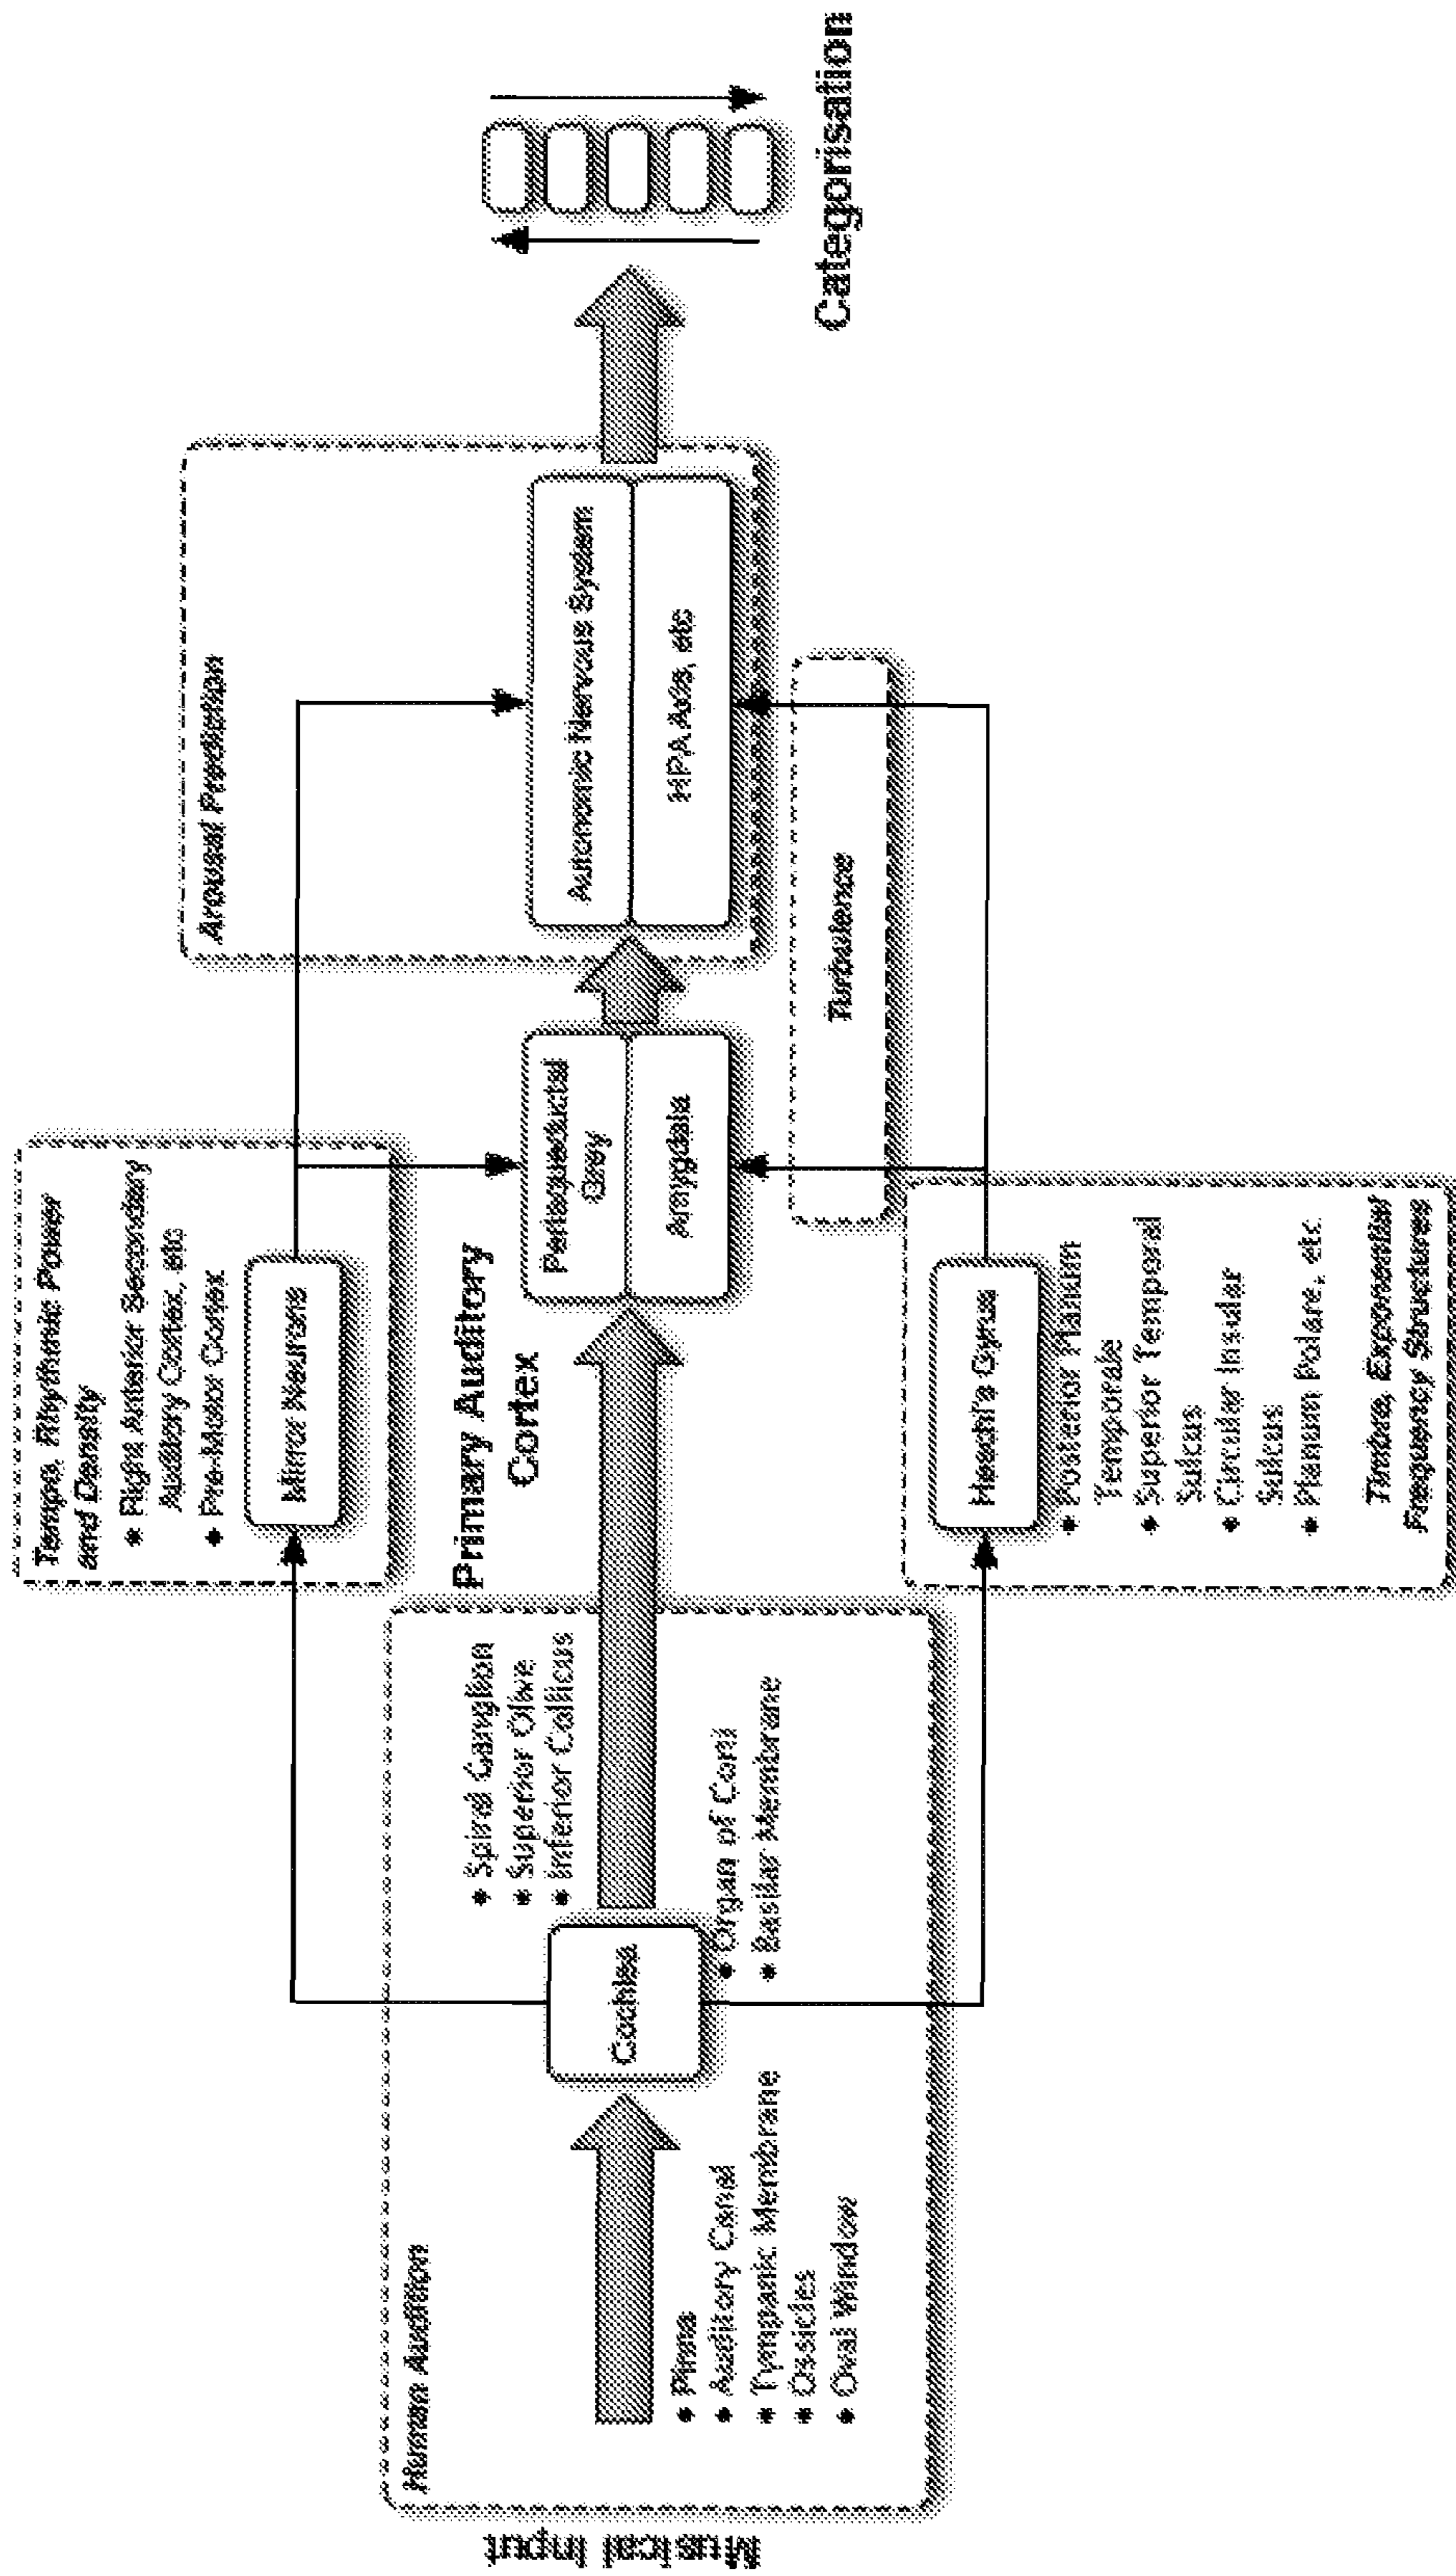 Musical Input
Human Audition
• Pinna
• Auditory Canal
• Tympanic Membrane
• Ossicles
• Oval Window
Cochlea
• Spiral Ganglion
• Superior Olive
• Inferior Collicus
• Organ of Corti
• Basilar Membrane
Tempo, Rhythmic Power
and Density
• Right Anterior Secondary
Auditory Cortex, etc
• Pre-Motor Cortex
Mirror Neurons
Primary Auditory
Cortex
Periaqueductal
Grey
Amygdala
Heschl's Gyrus
• Posterior Planum
Temporale
• Superior Temporal
Sulcus
• Circular Insular
Sulcus
• Planum Polare, etc
Timbre, Exponential
Frequency Structures
Turbulence
Arousal Prediction
Autonomic Nervous System
HPA Axis, etc
Categorisation